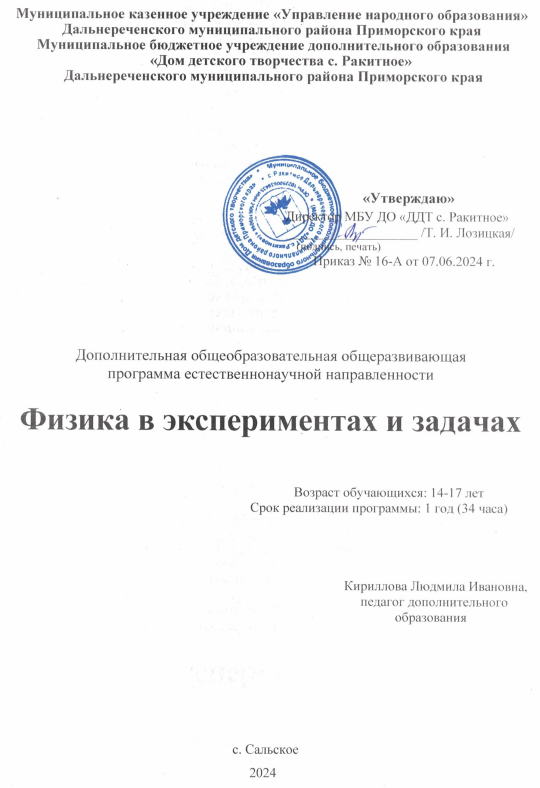 Муниципальное казенное учреждение «Управление народного образования»
Дальнереченского муниципального района Приморского края
Муниципальное бюджетное учреждение дополнительного образования
«Дом детского творчества с. Ракитное»
Дальнереченского муниципального района Приморского края
«Утверждаю»
Директор МБУ ДО «ДДТ с. Ракитное»
/Т. И. Лозицкая/
(подпись, печать)
Приказ № 16-А от 07.06.2024 г.
Дополнительная общеобразовательная общеразвивающая
программа естественнонаучной направленности
Физика в экспериментах и задачах
Возраст обучающихся: 14-17 лет
Срок реализации программы: 1 год (34 часа)
Кириллова Людмила Ивановна,
педагог дополнительного
образования
с. Сальское
2024